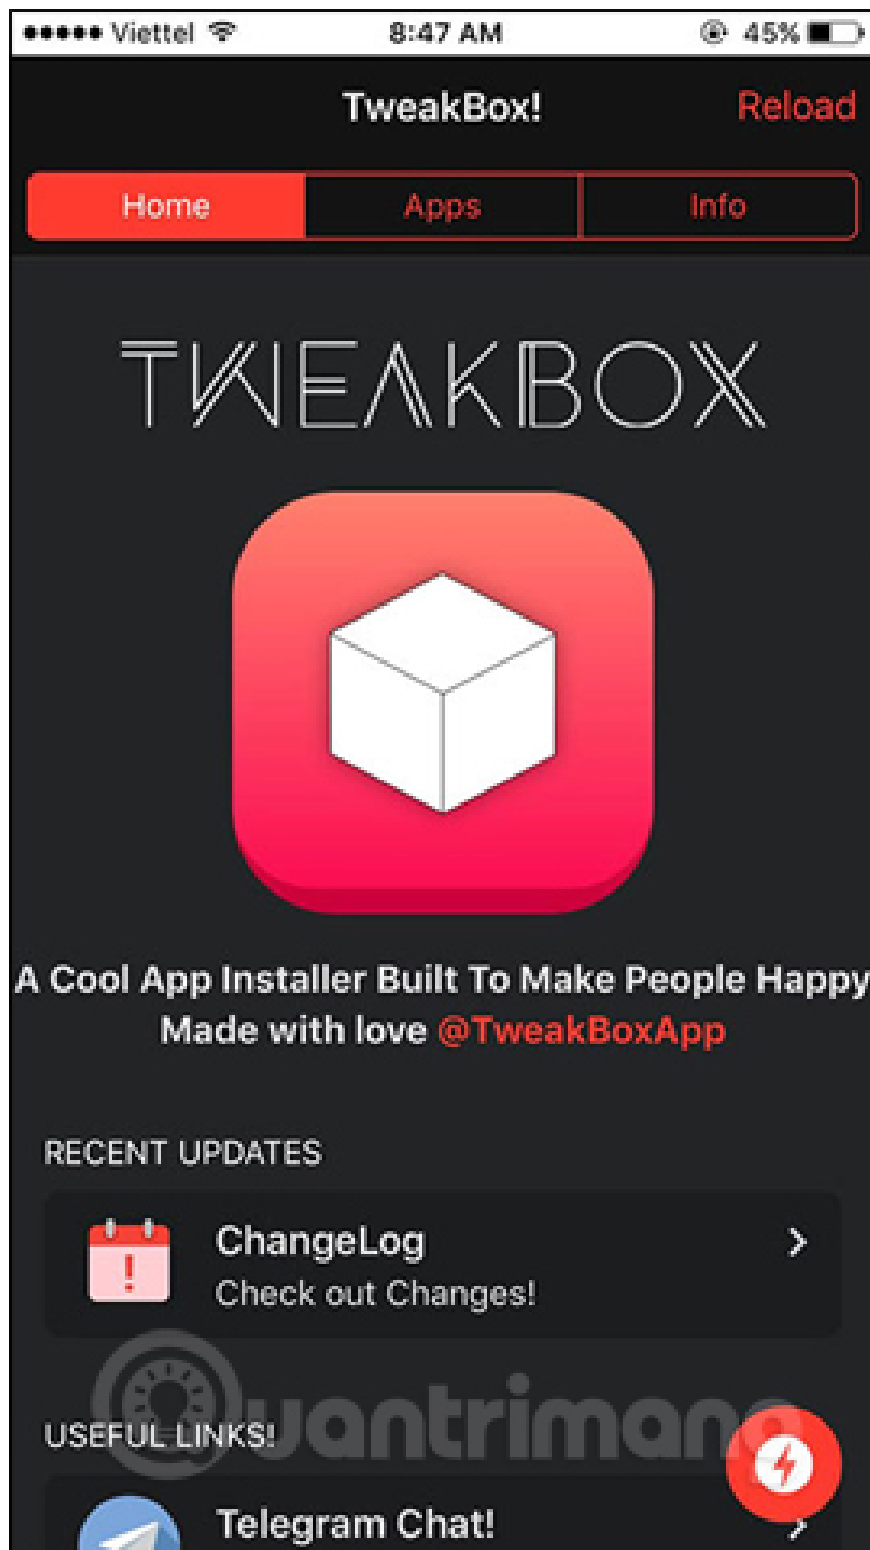 Viettel 8:47 AM 45%
TweakBox! Reload
Home Apps Info
TWEAKBOX
A Cool App Installer Built To Make People Happy
Made with love @TweakBoxApp
RECENT UPDATES
ChangeLog
Check out Changes!
Quantrimang
USEFUL LINKS!
Telegram Chat!